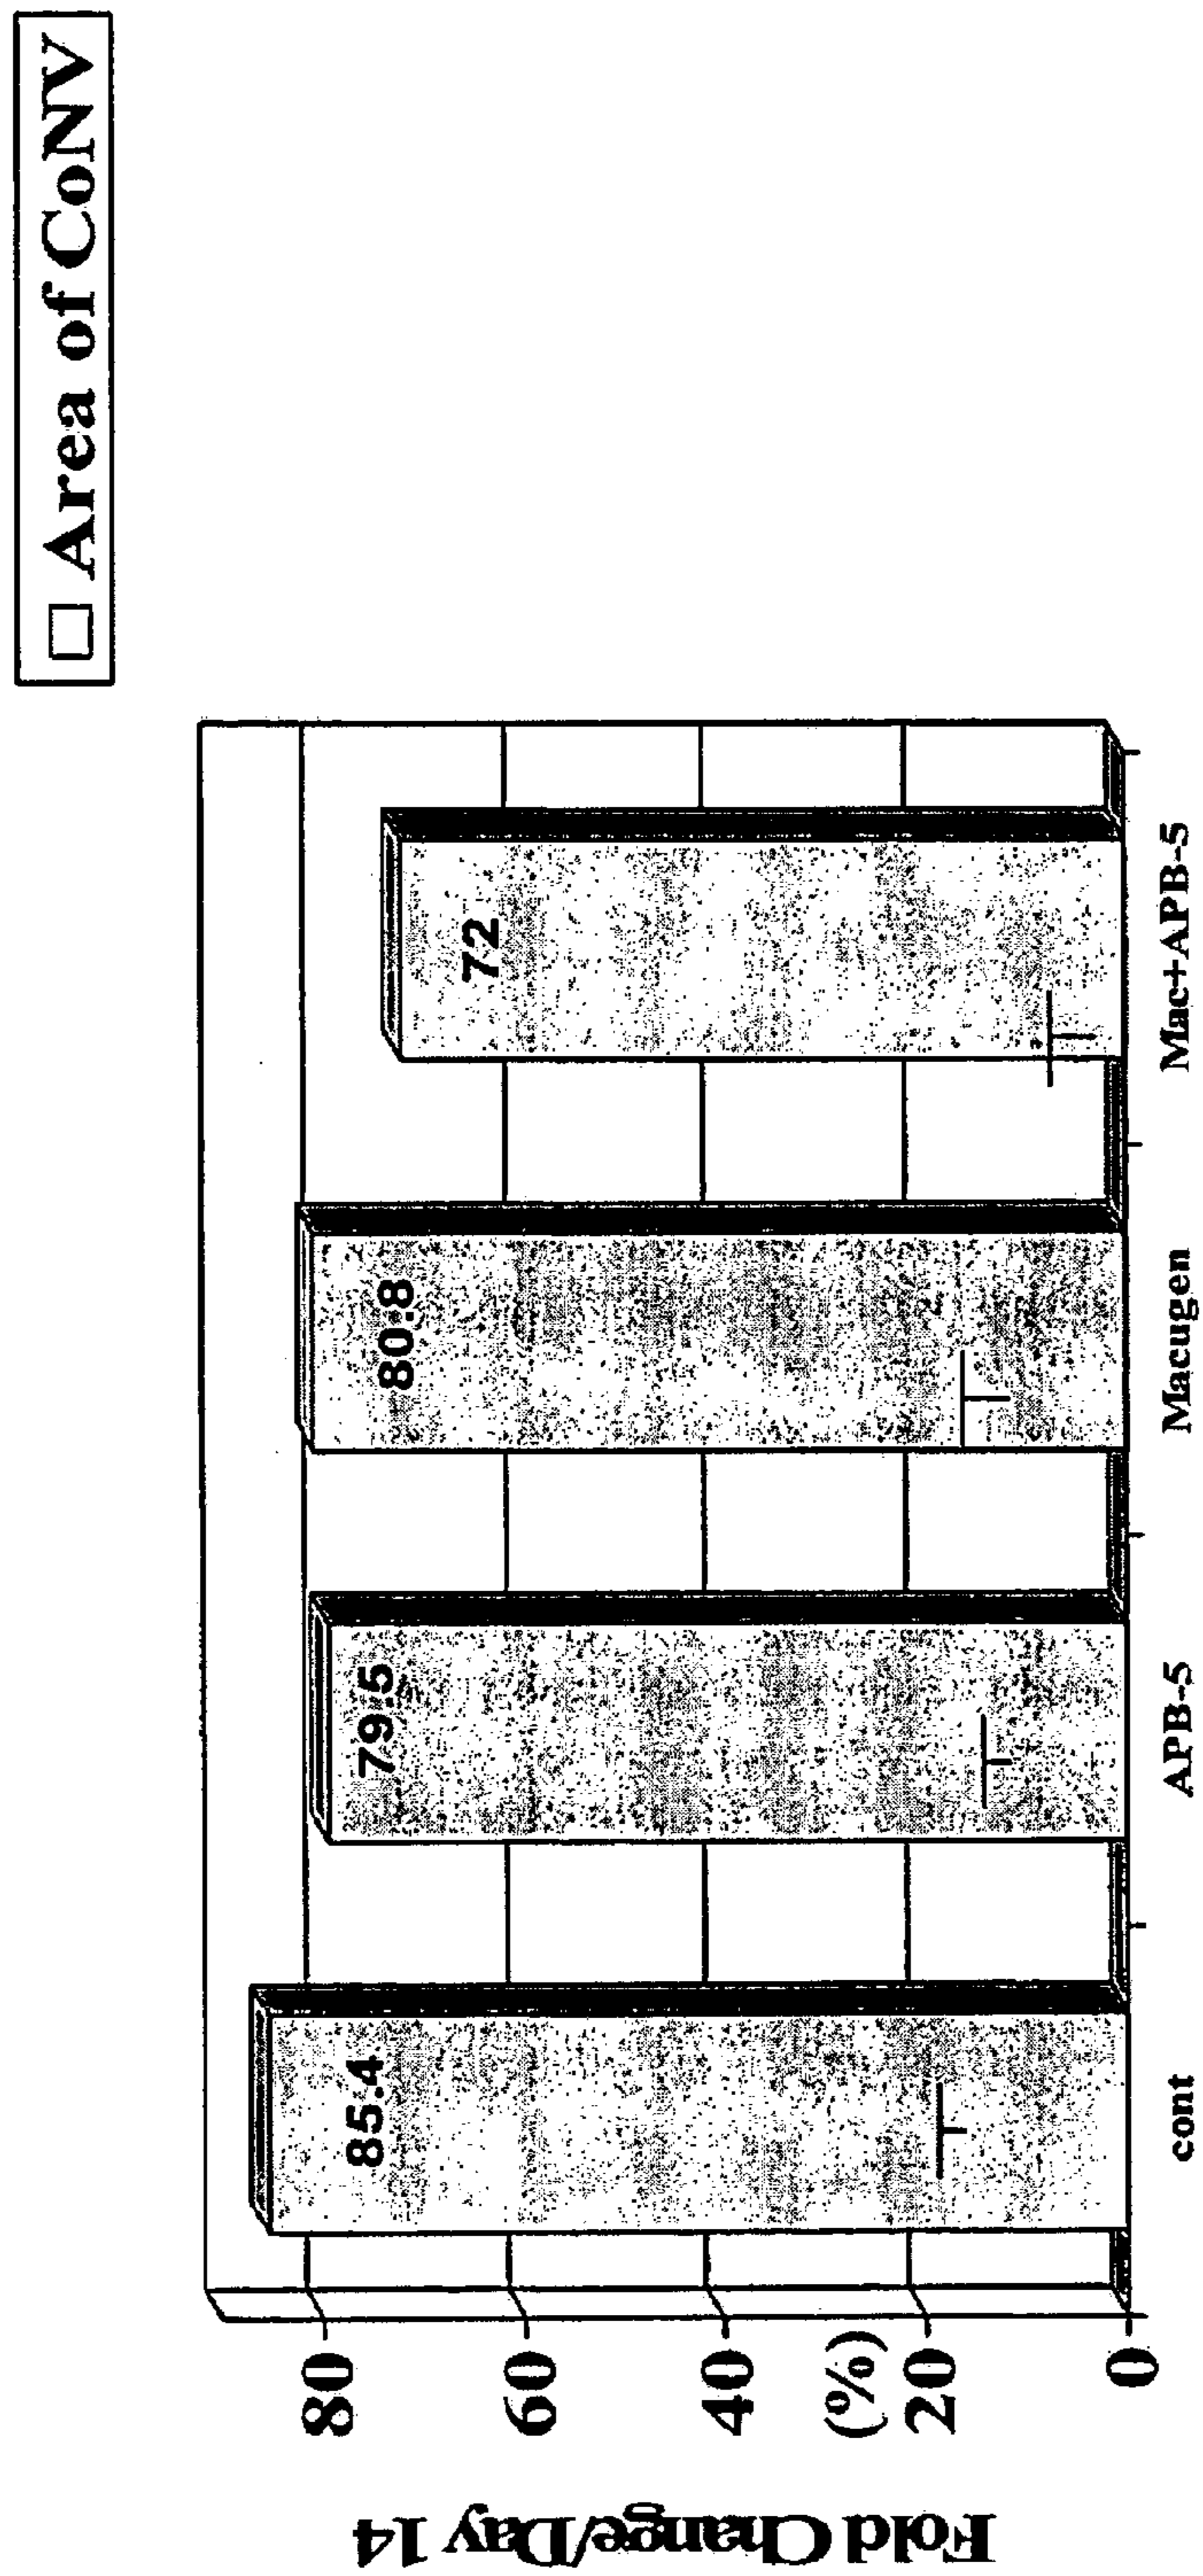 Area of CoNV
Fold Change/Day 14
(%)
80
60
40
20
0
85.4
79.5
80.8
72
cont
APB-5
Macugen
Mac+APB-5